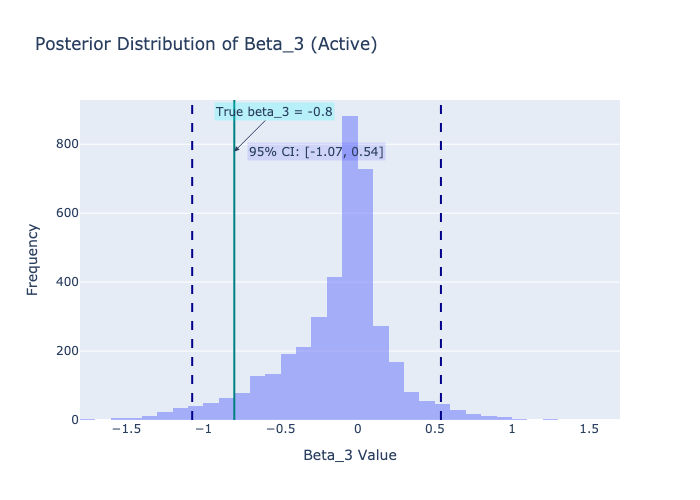 Posterior Distribution of Beta_3 (Active)
True beta_3 = -0.8
95% CI: [-1.07, 0.54]
800
600
400
200
0
Frequency
−1.5
−1
−0.5
0
0.5
1
1.5
Beta_3 Value